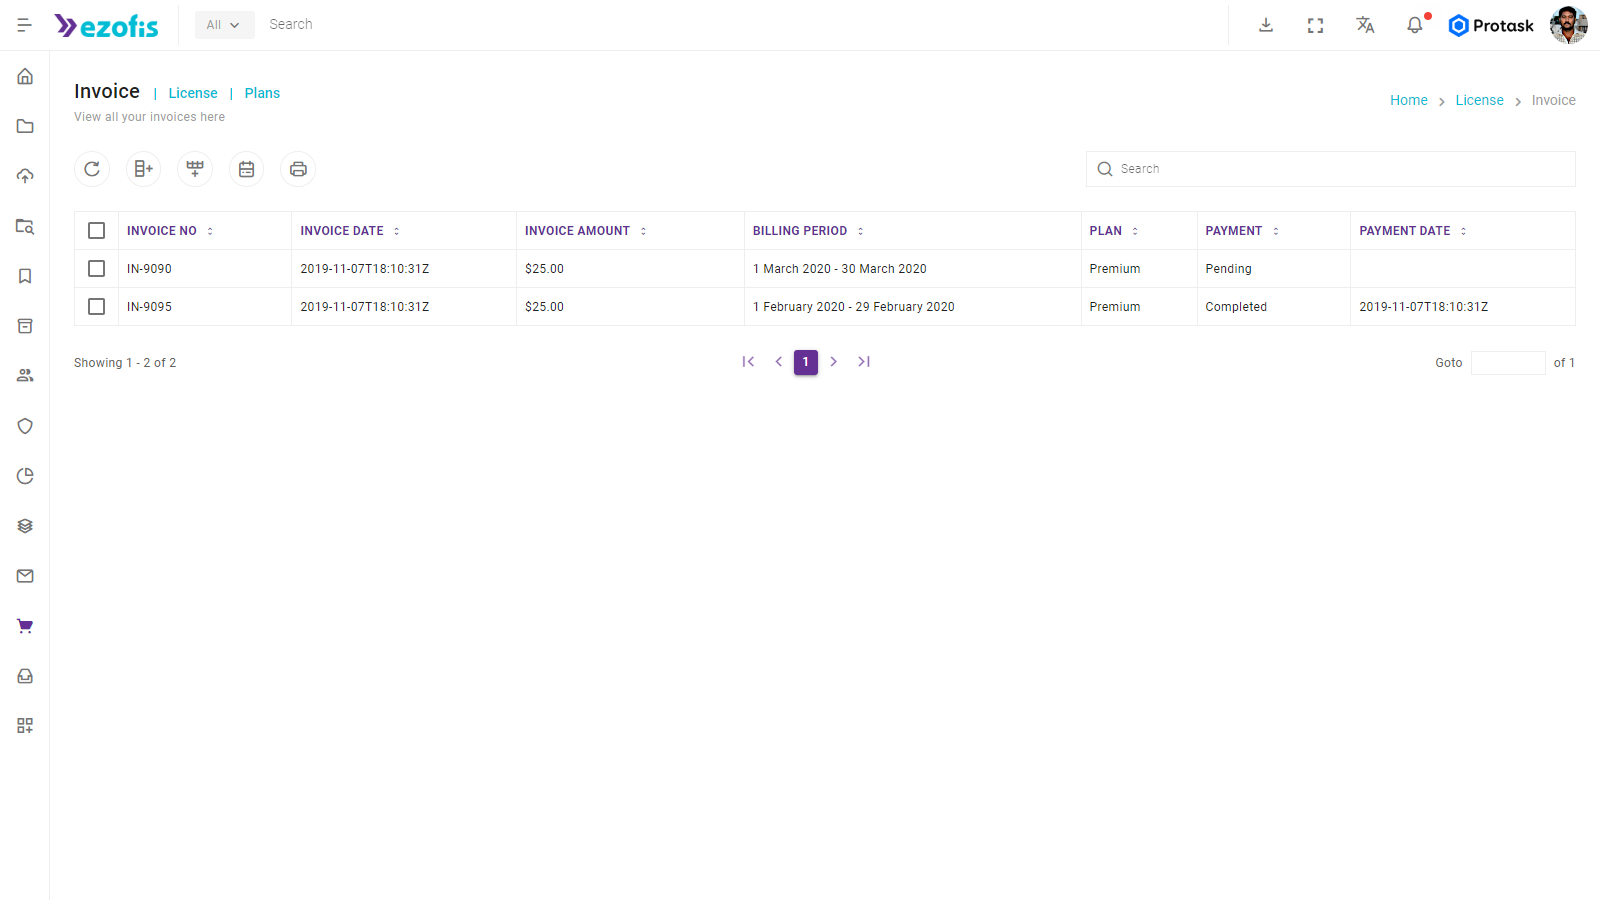 ezofis All Search Protask
Invoice | License | Plans
View all your invoices here
Home > License > Invoice
Search
INVOICE NO INVOICE DATE INVOICE AMOUNT BILLING PERIOD PLAN PAYMENT PAYMENT DATE
IN-9090 2019-11-07T18:10:31Z $25.00 1 March 2020 - 30 March 2020 Premium Pending
IN-9095 2019-11-07T18:10:31Z $25.00 1 February 2020 - 29 February 2020 Premium Completed 2019-11-07T18:10:31Z
Showing 1 - 2 of 2 1 Goto of 1